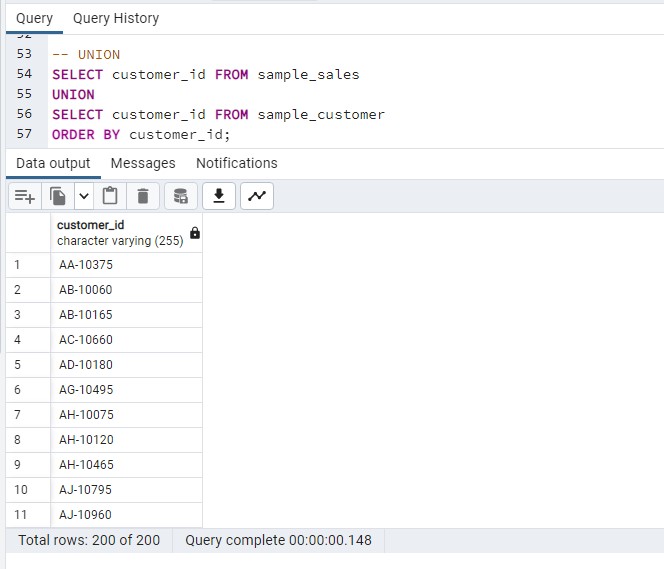 Query Query History
52
53 -- UNION
54 SELECT customer_id FROM sample_sales
55 UNION
56 SELECT customer_id FROM sample_customer
57 ORDER BY customer_id;
Data output Messages Notifications
customer_id
character varying (255)
1 AA-10375
2 AB-10060
3 AB-10165
4 AC-10660
5 AD-10180
6 AG-10495
7 AH-10075
8 AH-10120
9 AH-10465
10 AJ-10795
11 AJ-10960
Total rows: 200 of 200 Query complete 00:00:00.148